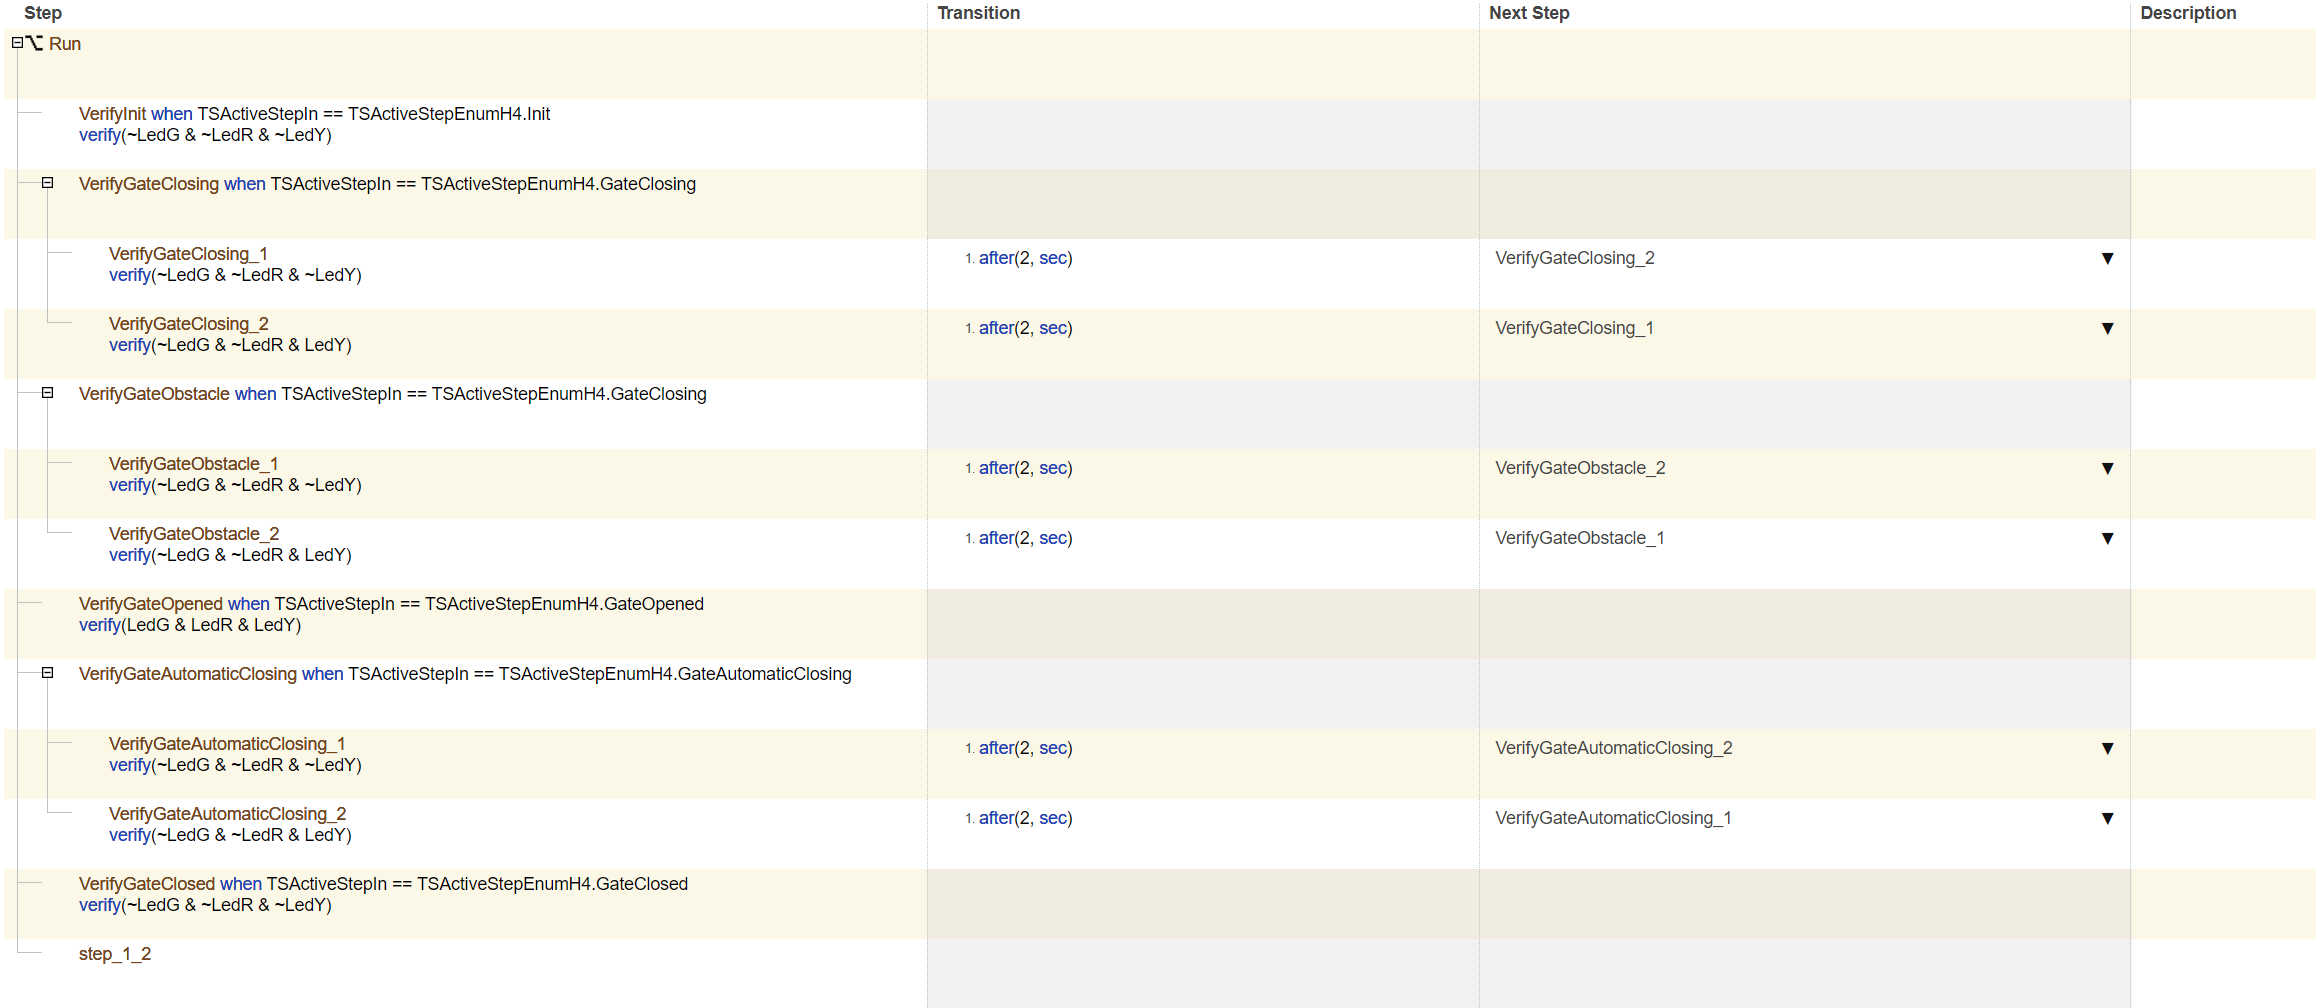 Step Transition Next Step Description
Run
VerifyInit when TSActiveStepIn == TSActiveStepEnumH4.Init
verify(~LedG & ~LedR & ~LedY)
VerifyGateClosing when TSActiveStepIn == TSActiveStepEnumH4.GateClosing
VerifyGateClosing_1
verify(~LedG & ~LedR & ~LedY)
1. after(2, sec) VerifyGateClosing_2
VerifyGateClosing_2
verify(~LedG & ~LedR & LedY)
1. after(2, sec) VerifyGateClosing_1
VerifyGateObstacle when TSActiveStepIn == TSActiveStepEnumH4.GateClosing
VerifyGateObstacle_1
verify(~LedG & ~LedR & ~LedY)
1. after(2, sec) VerifyGateObstacle_2
VerifyGateObstacle_2
verify(~LedG & ~LedR & LedY)
1. after(2, sec) VerifyGateObstacle_1
VerifyGateOpened when TSActiveStepIn == TSActiveStepEnumH4.GateOpened
verify(LedG & LedR & LedY)
VerifyGateAutomaticClosing when TSActiveStepIn == TSActiveStepEnumH4.GateAutomaticClosing
VerifyGateAutomaticClosing_1
verify(~LedG & ~LedR & ~LedY)
1. after(2, sec) VerifyGateAutomaticClosing_2
VerifyGateAutomaticClosing_2
verify(~LedG & ~LedR & LedY)
1. after(2, sec) VerifyGateAutomaticClosing_1
VerifyGateClosed when TSActiveStepIn == TSActiveStepEnumH4.GateClosed
verify(~LedG & ~LedR & ~LedY)
step_1_2